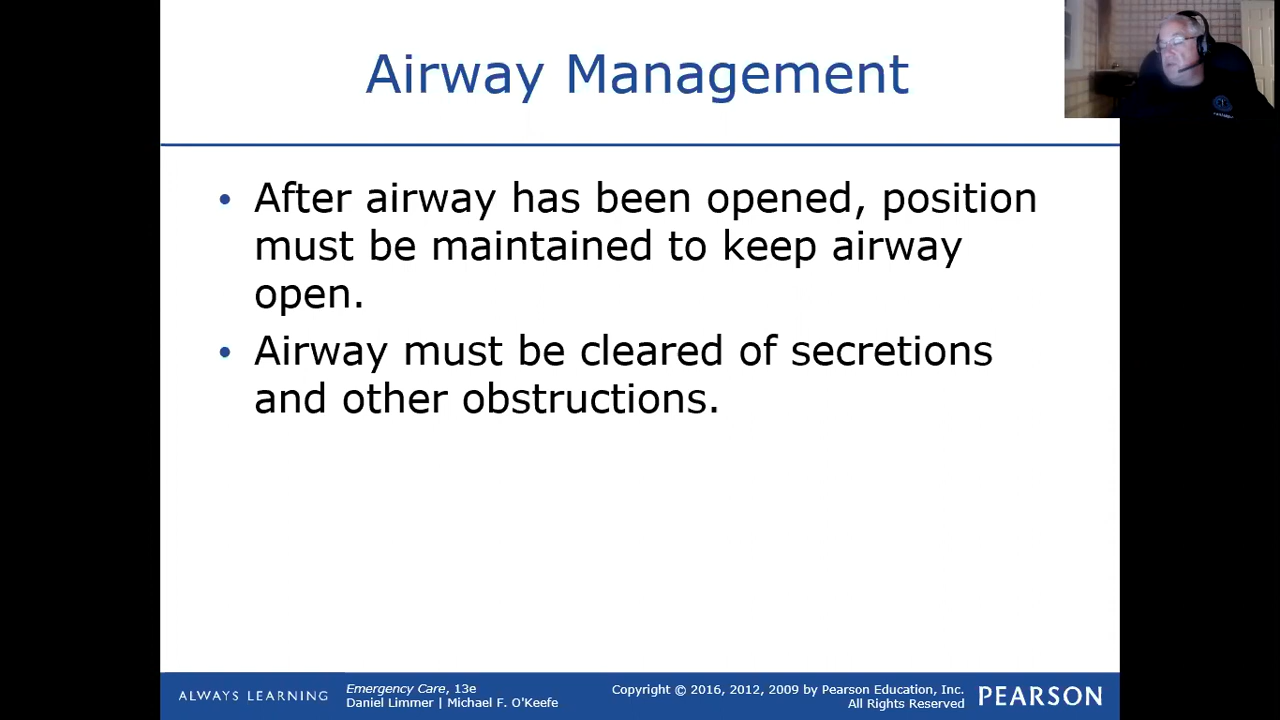 Airway Management
• After airway has been opened, position
must be maintained to keep airway
open.
• Airway must be cleared of secretions
and other obstructions.
ALWAYS LEARNING
Emergency Care, 13e
Daniel Limmer | Michael F. O'Keefe
Copyright © 2016, 2012, 2009 by Pearson Education, Inc.
All Rights Reserved
PEARSON